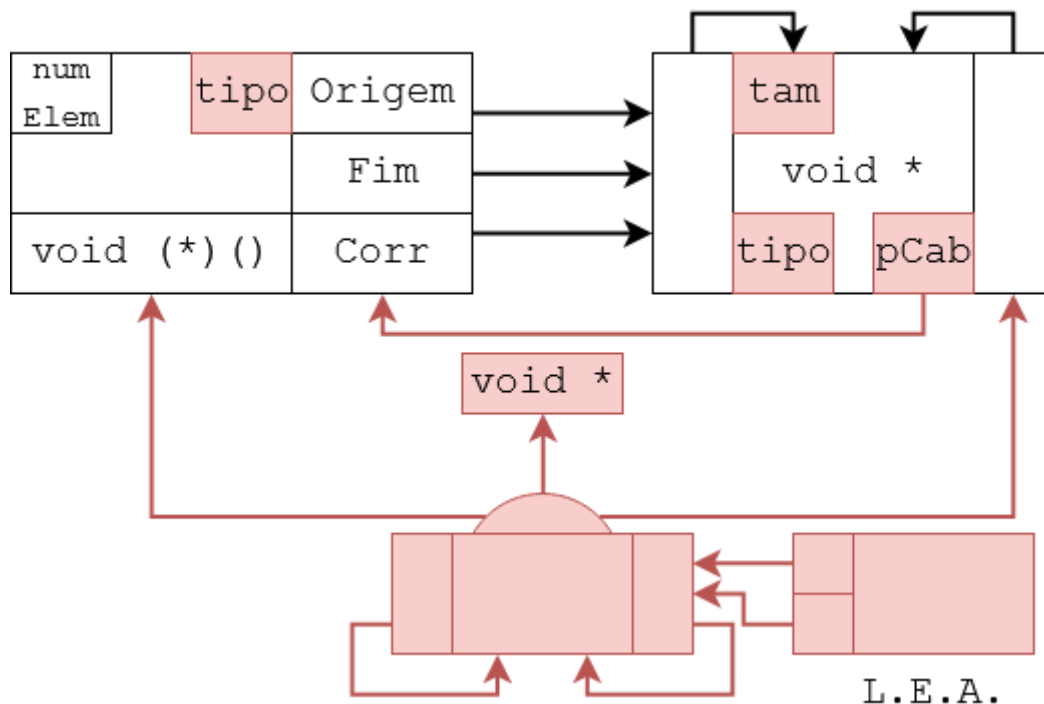 num
Elem
tipo
Origem
tam
Fim
void *
void (*)()
Corr
tipo
pCab
void *
L.E.A.